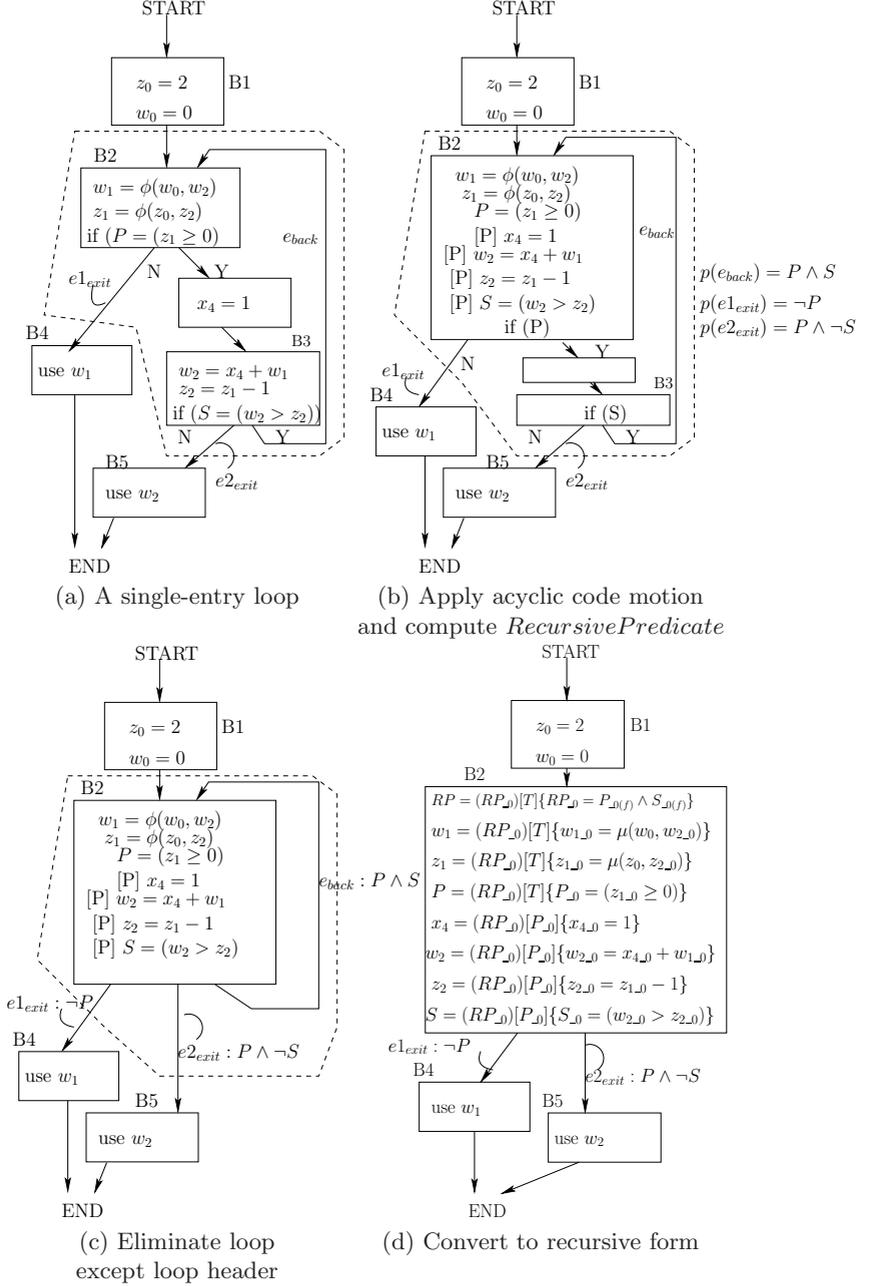 START
z_0 = 2
w_0 = 0
B1
B2
w_1 = ϕ(w_0, w_2)
z_1 = ϕ(z_0, z_2)
if (P = (z_1 ≥ 0)
e_back
N
Y
e1_exit
x_4 = 1
B4
use w_1
B3
w_2 = x_4 + w_1
z_2 = z_1 − 1
if (S = (w_2 > z_2))
N
Y
B5
use w_2
e2_exit
END
(a) A single-entry loop
START
z_0 = 2
w_0 = 0
B1
B2
w_1 = ϕ(w_0, w_2)
z_1 = ϕ(z_0, z_2)
P = (z_1 ≥ 0)
[P] x_4 = 1
[P] w_2 = x_4 + w_1
[P] z_2 = z_1 − 1
[P] S = (w_2 > z_2)
if (P)
e_back
p(e_back) = P ∧ S
p(e1_exit) = ¬P
p(e2_exit) = P ∧ ¬S
N
Y
e1_exit
B4
use w_1
B3
if (S)
N
Y
B5
use w_2
e2_exit
END
(b) Apply acyclic code motion
and compute RecursivePredicate
START
z_0 = 2
w_0 = 0
B1
B2
w_1 = ϕ(w_0, w_2)
z_1 = ϕ(z_0, z_2)
P = (z_1 ≥ 0)
[P] x_4 = 1
[P] w_2 = x_4 + w_1
[P] z_2 = z_1 − 1
[P] S = (w_2 > z_2)
e_back : P ∧ S
e1_exit : ¬P
e2_exit : P ∧ ¬S
B4
use w_1
B5
use w_2
END
(c) Eliminate loop
except loop header
START
z_0 = 2
w_0 = 0
B1
B2
RP = (RP_0)[T]{RP_0 = P_0(f) ∧ S_0(f)}
w_1 = (RP_0)[T]{w_1_0 = μ(w_0, w_2_0)}
z_1 = (RP_0)[T]{z_1_0 = μ(z_0, z_2_0)}
P = (RP_0)[T]{P_0 = (z_1_0 ≥ 0)}
x_4 = (RP_0)[P_0]{x_4_0 = 1}
w_2 = (RP_0)[P_0]{w_2_0 = x_4_0 + w_1_0}
z_2 = (RP_0)[P_0]{z_2_0 = z_1_0 − 1}
S = (RP_0)[P_0]{S_0 = (w_2_0 > z_2_0)}
e1_exit : ¬P
e2_exit : P ∧ ¬S
B4
use w_1
B5
use w_2
END
(d) Convert to recursive form